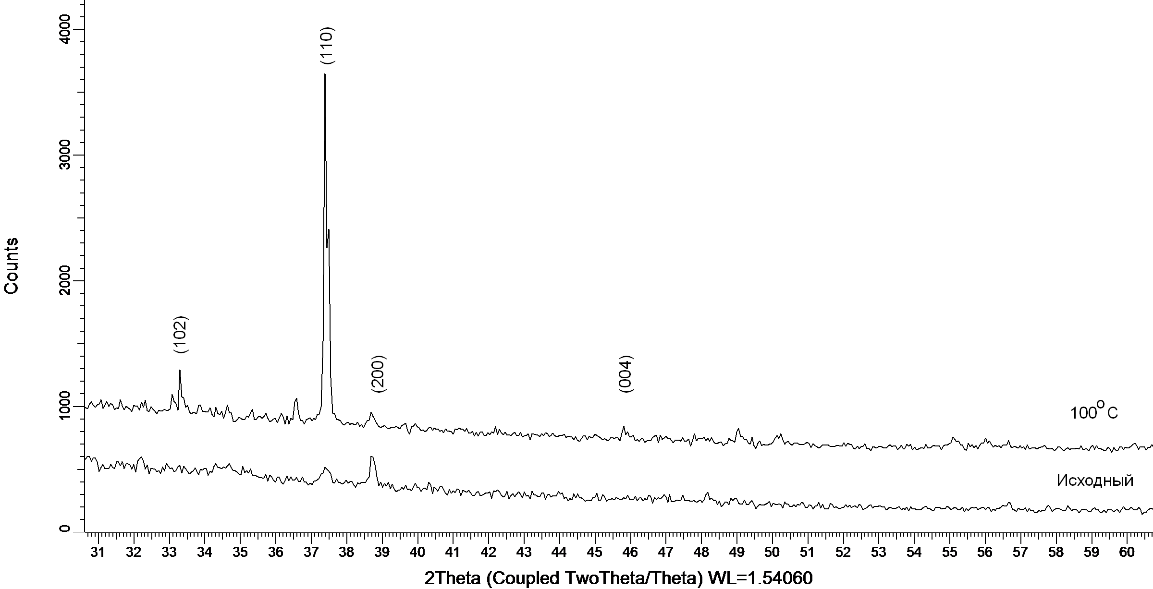 4000
3000
2000
1000
0
Counts
(102)
(110)
(200)
(004)
100°C
Исходный
31 32 33 34 35 36 37 38 39 40 41 42 43 44 45 46 47 48 49 50 51 52 53 54 55 56 57 58 59 60
2Theta (Coupled TwoTheta/Theta) WL=1.54060